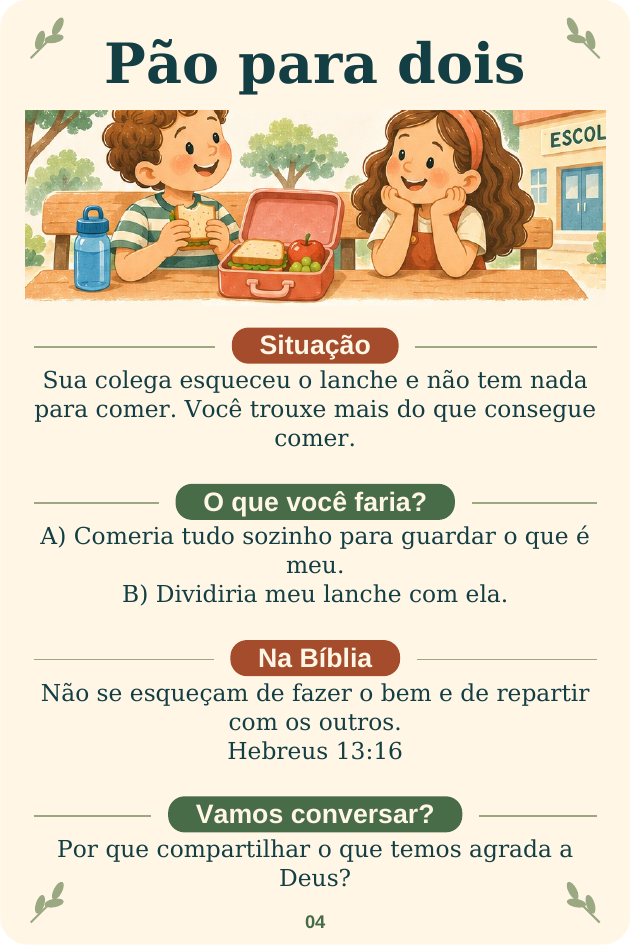 Pão para dois
ESCOL
Situação
Sua colega esqueceu o lanche e não tem nada
para comer. Você trouxe mais do que consegue
comer.
O que você faria?
A) Comeria tudo sozinho para guardar o que é
meu.
B) Dividiria meu lanche com ela.
Na Bíblia
Não se esqueçam de fazer o bem e de repartir
com os outros.
Hebreus 13:16
Vamos conversar?
Por que compartilhar o que temos agrada a
Deus?
04